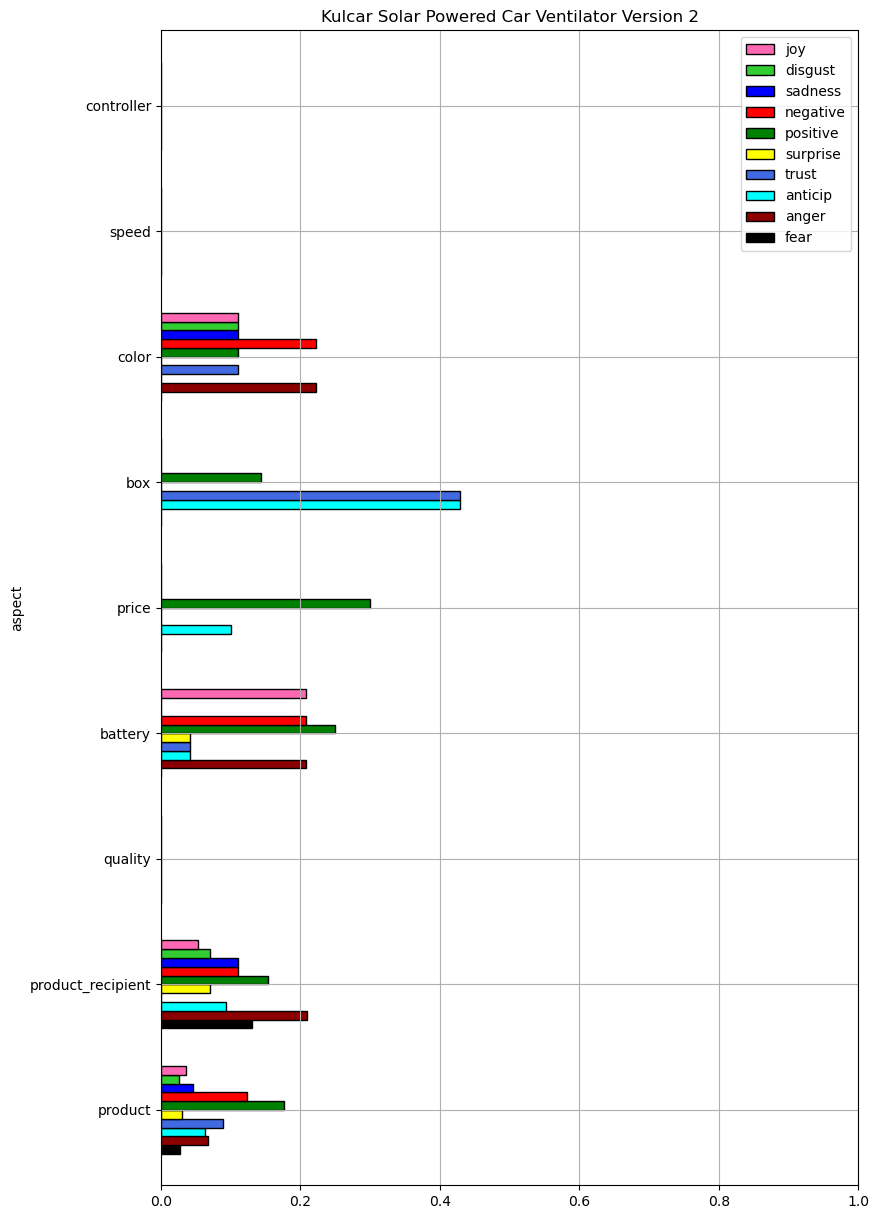 Kulcar Solar Powered Car Ventilator Version 2
joy
disgust
sadness
negative
positive
surprise
trust
anticip
anger
fear
controller
speed
color
box
price
battery
quality
product_recipient
product
aspect
0.0 0.2 0.4 0.6 0.8 1.0